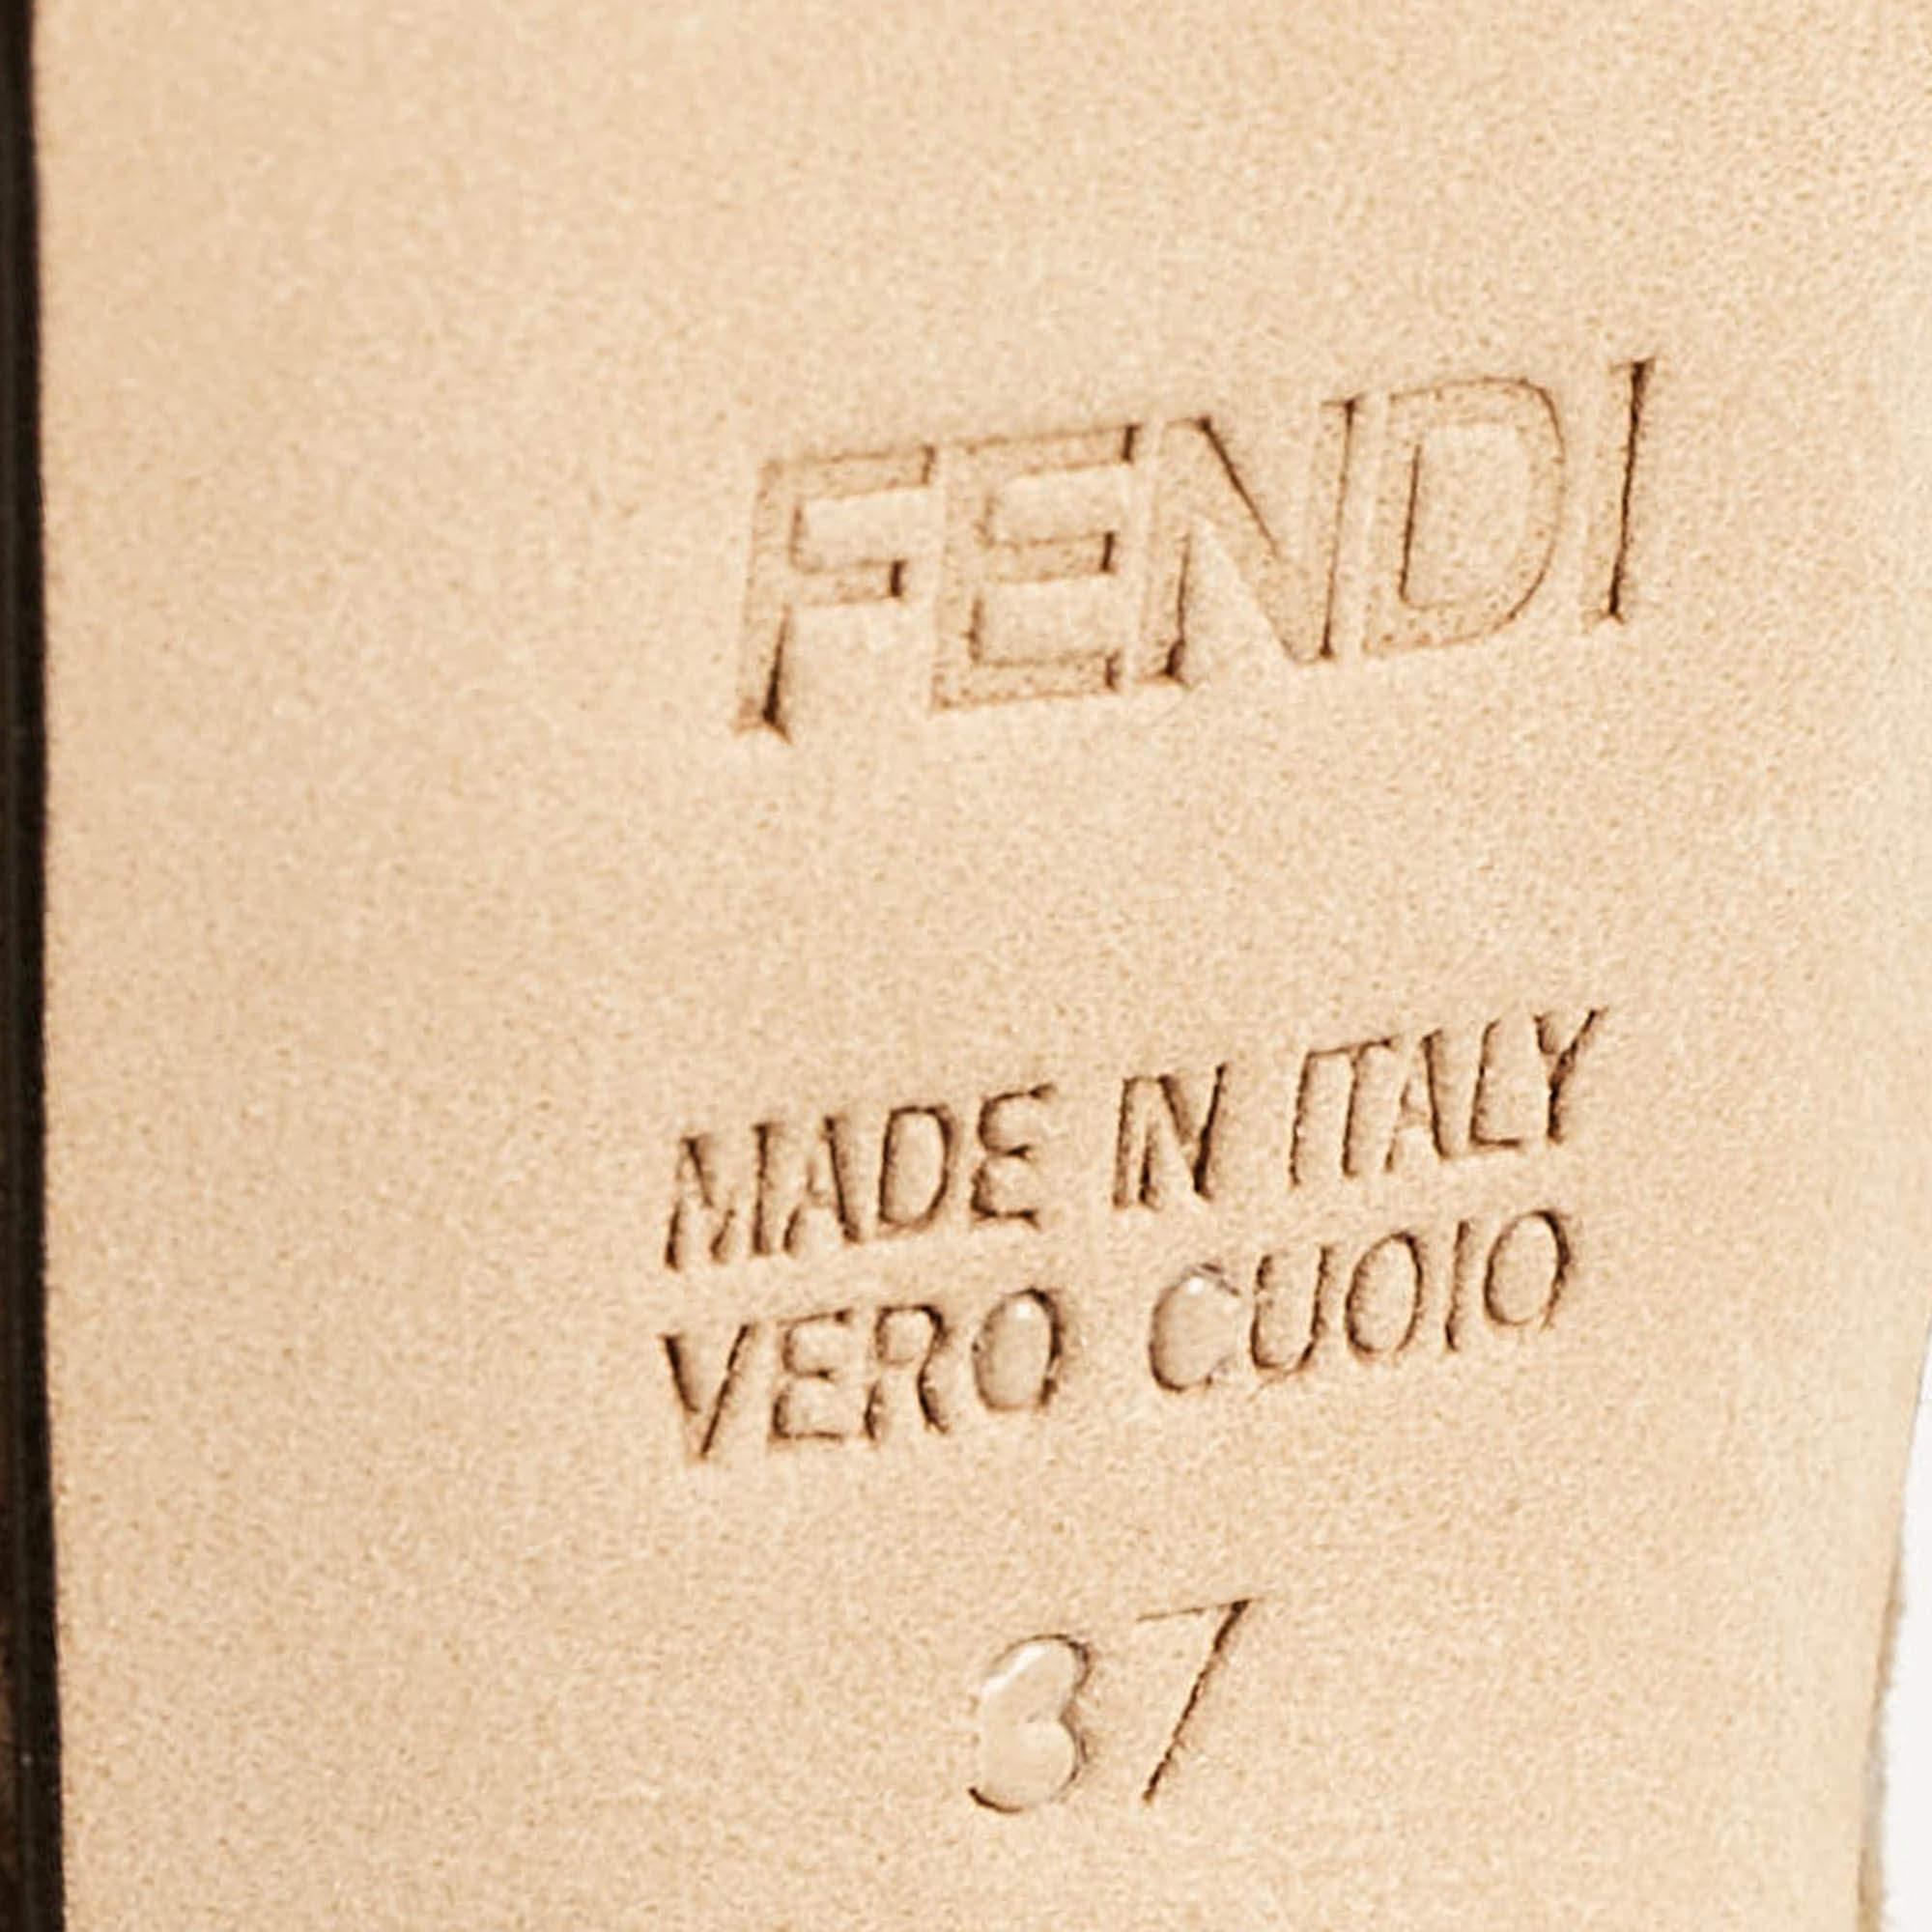 FENDI
MADE IN ITALY
VERO CUOIO
37